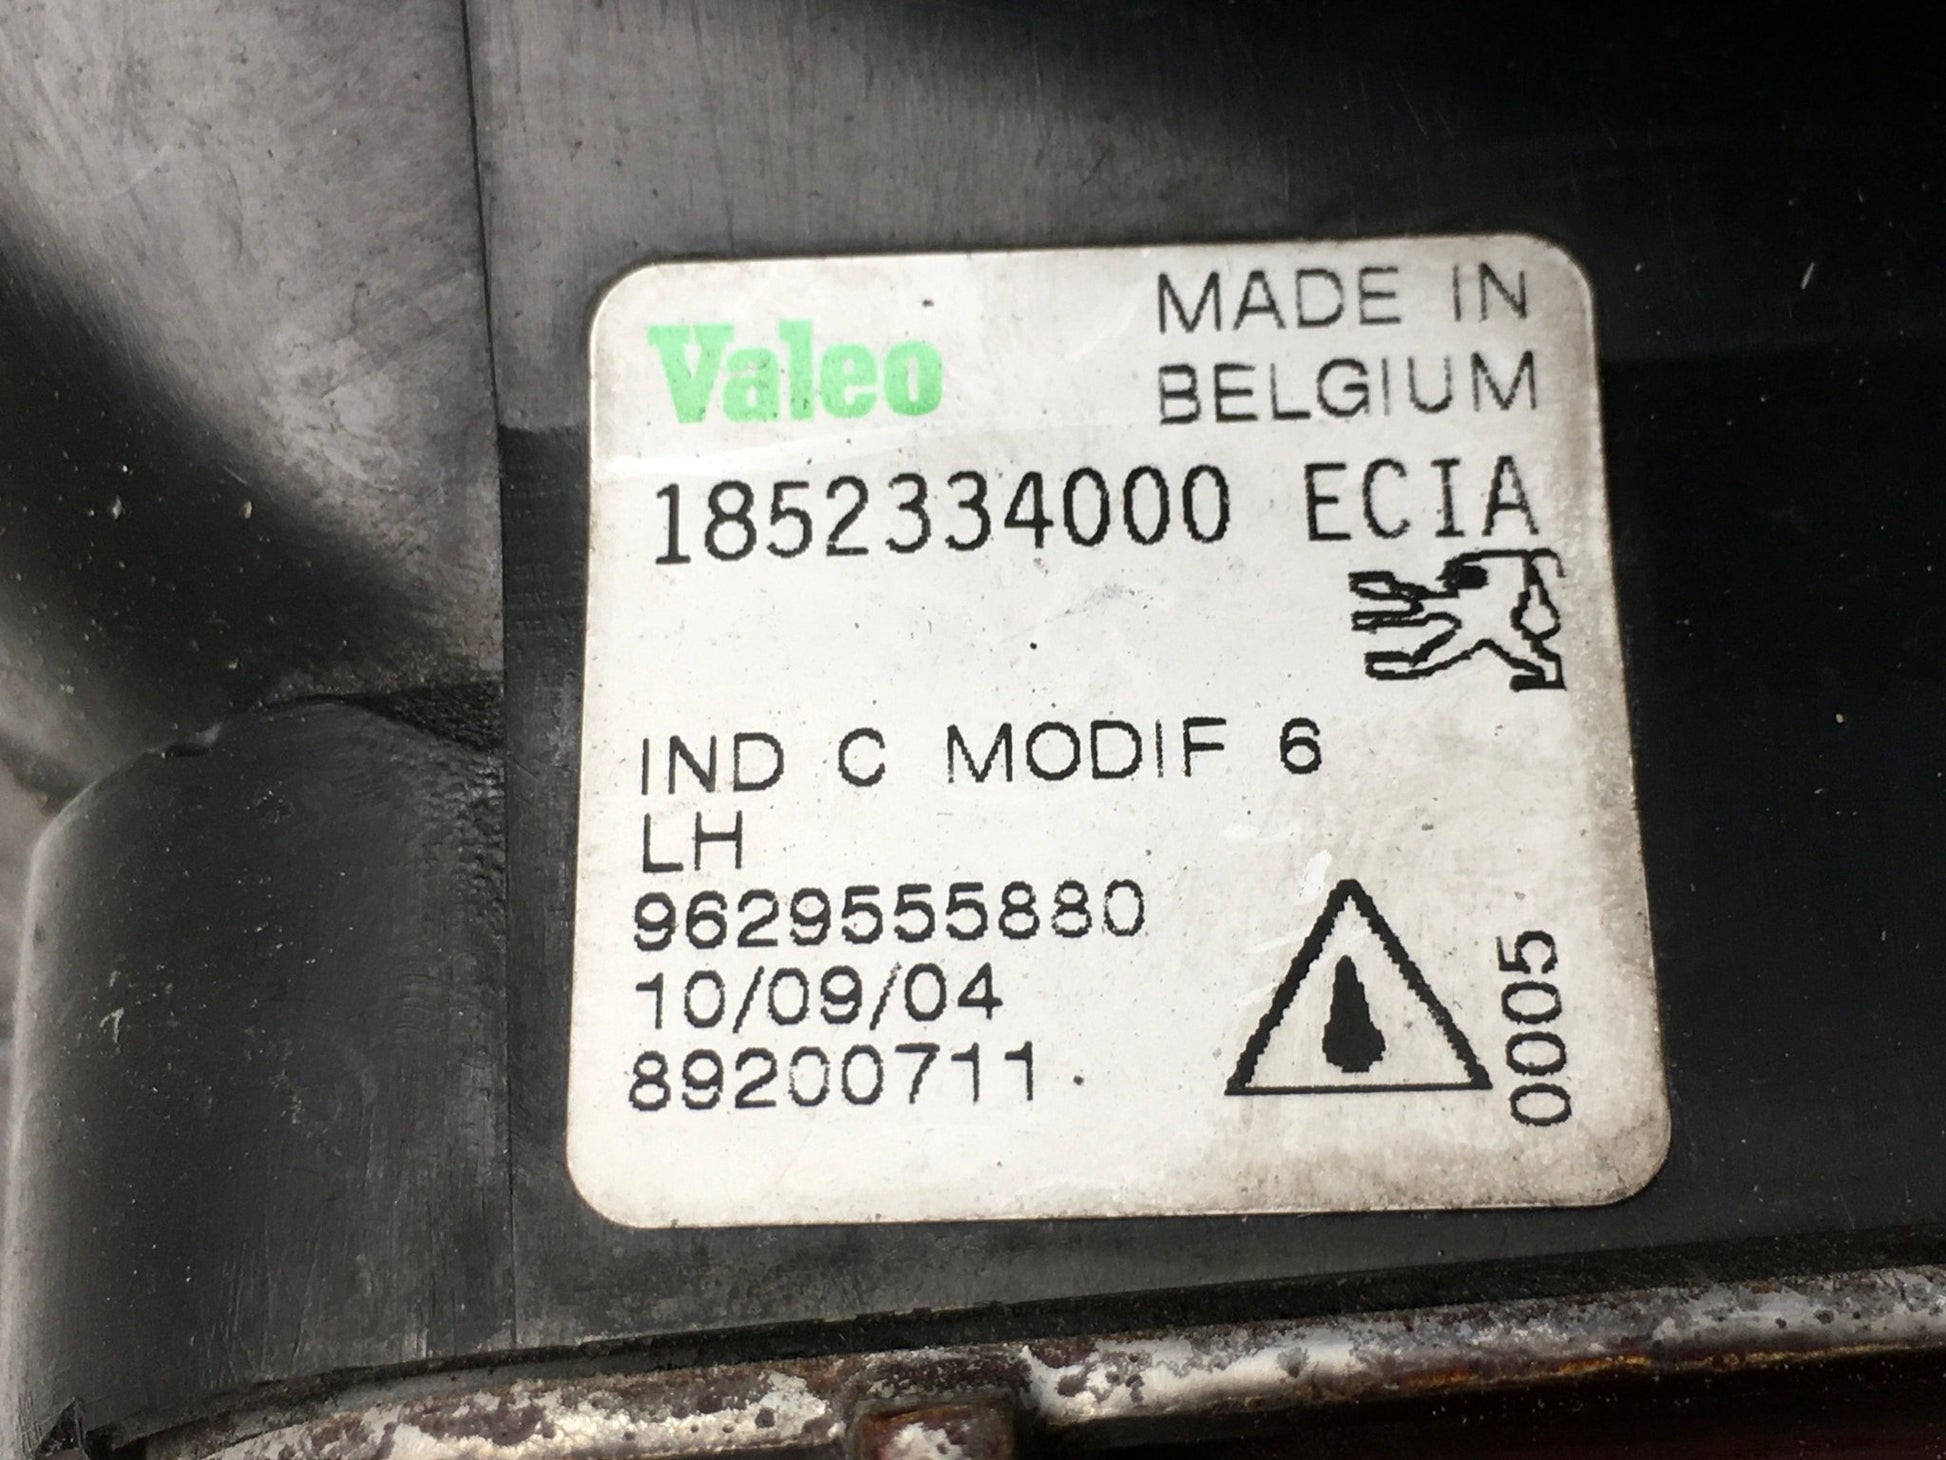 Valeo
MADE IN
BELGIUM
1852334000 ECIA
IND C MODIF 6
LH
9629555880
10/09/04
89200711.
0005